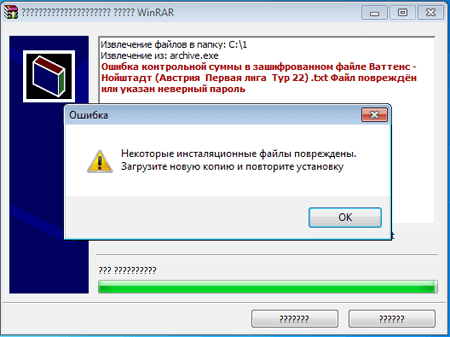 ????????????????????? ????? WinRAR
Извлечение файлов в папку: C:\1
Извлечение из: archive.exe
Ошибка контрольной суммы в зашифрованном файле Ваттенс -
Нойштадт (Австрия Первая лига Тур 22) .txt Файл повреждён
или указан неверный пароль
Ошибка
Некоторые инсталяционные файлы повреждены.
Загрузите новую копию и повторите установку
OK
??? ??????????
???????
??????